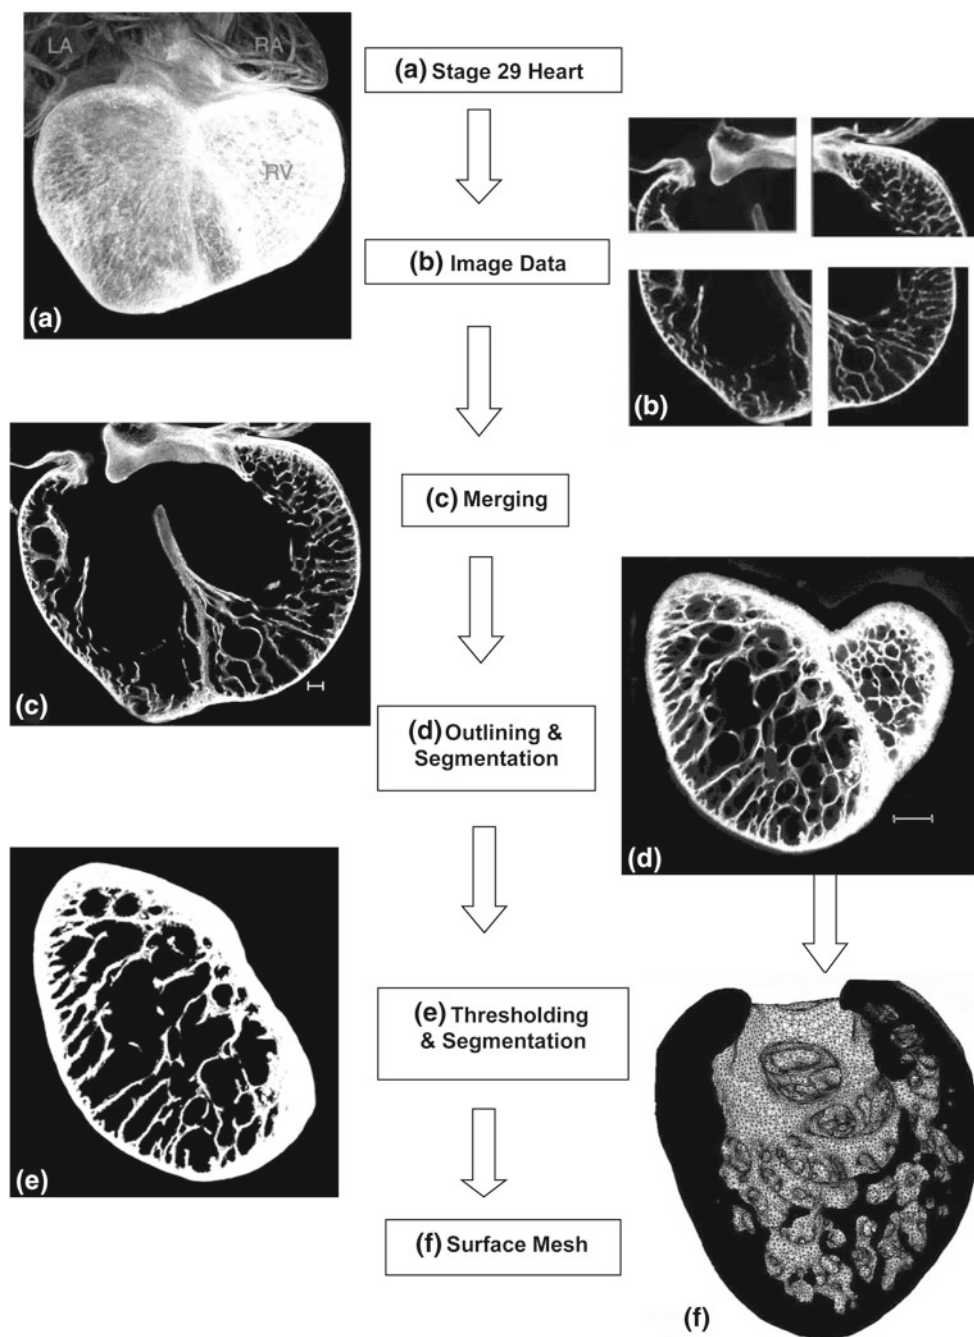 LA
RA
RV
(a)
(a) Stage 29 Heart
(b) Image Data
(b)
(c) Merging
(c)
(d) Outlining &
Segmentation
(d)
(e) Thresholding
& Segmentation
(e)
(f) Surface Mesh
(f)